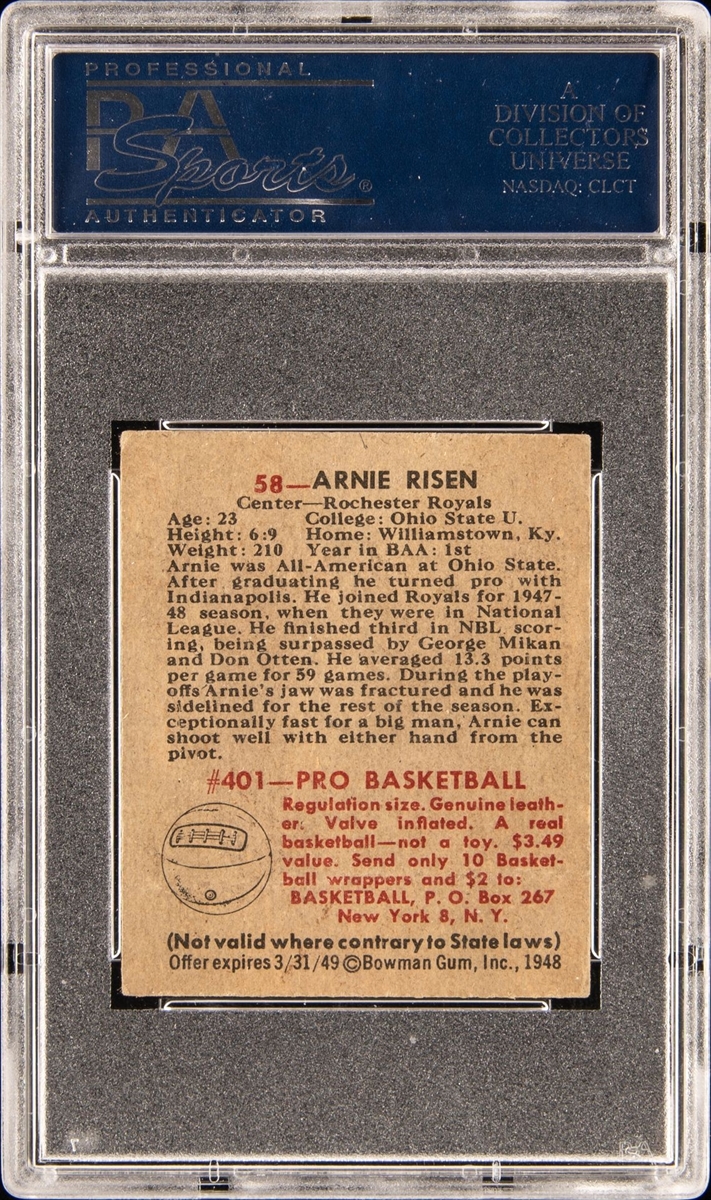 PROFESSIONAL
PSA
Sports®
AUTHENTICATOR
A
DIVISION OF
COLLECTORS
UNIVERSE
NASDAQ: CLCT
58—ARNIE RISEN
Center—Rochester Royals
Age: 23 College: Ohio State U.
Height: 6:9 Home: Williamstown, Ky.
Weight: 210 Year in BAA: 1st
Arnie was All-American at Ohio State.
After graduating he turned pro with
Indianapolis. He joined Royals for 1947-
48 season, when they were in National
League. He finished third in NBL scor-
ing, being surpassed by George Mikan
and Don Otten. He averaged 13.3 points
per game for 59 games. During the play-
offs Arnie's jaw was fractured and he was
sidelined for the rest of the season. Ex-
ceptionally fast for a big man, Arnie can
shoot well with either hand from the
pivot.
#401—PRO BASKETBALL
Regulation size. Genuine leath-
er. Valve inflated. A real
basketball—not a toy. $3.49
value. Send only 10 Basket-
ball wrappers and $2 to:
BASKETBALL, P. O. Box 267
New York 8, N. Y.
(Not valid where contrary to State laws)
Offer expires 3/31/49 ©Bowman Gum, Inc., 1948
PSA